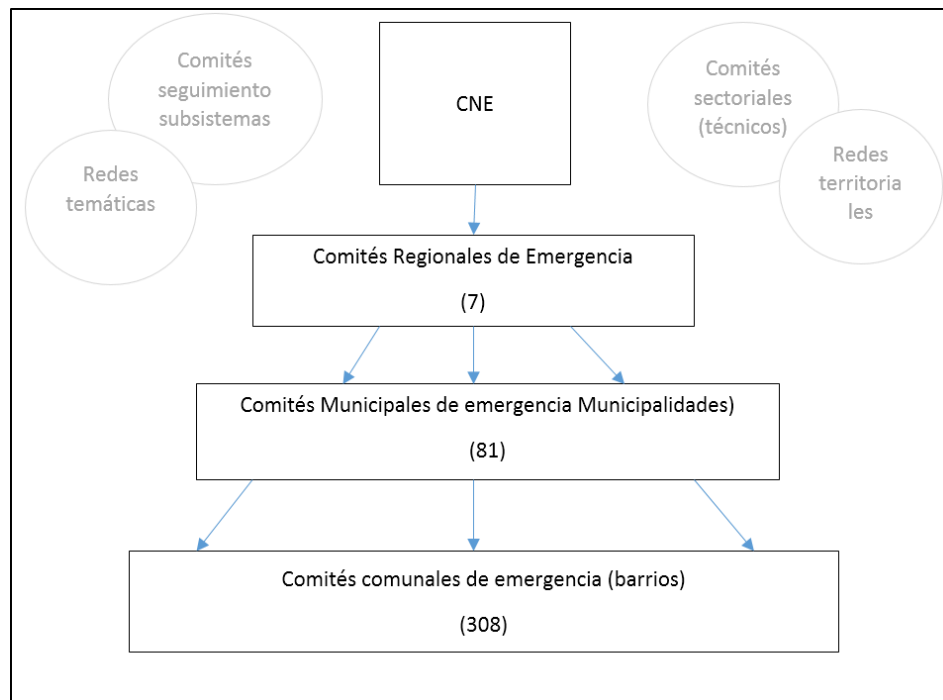 Comités
seguimiento
subsistemas
Redes
temáticas
CNE
Comités
sectoriales
(técnicos)
Redes
territoria
les
Comités Regionales de Emergencia
(7)
Comités Municipales de emergencia Municipalidades)
(81)
Comités comunales de emergencia (barrios)
(308)